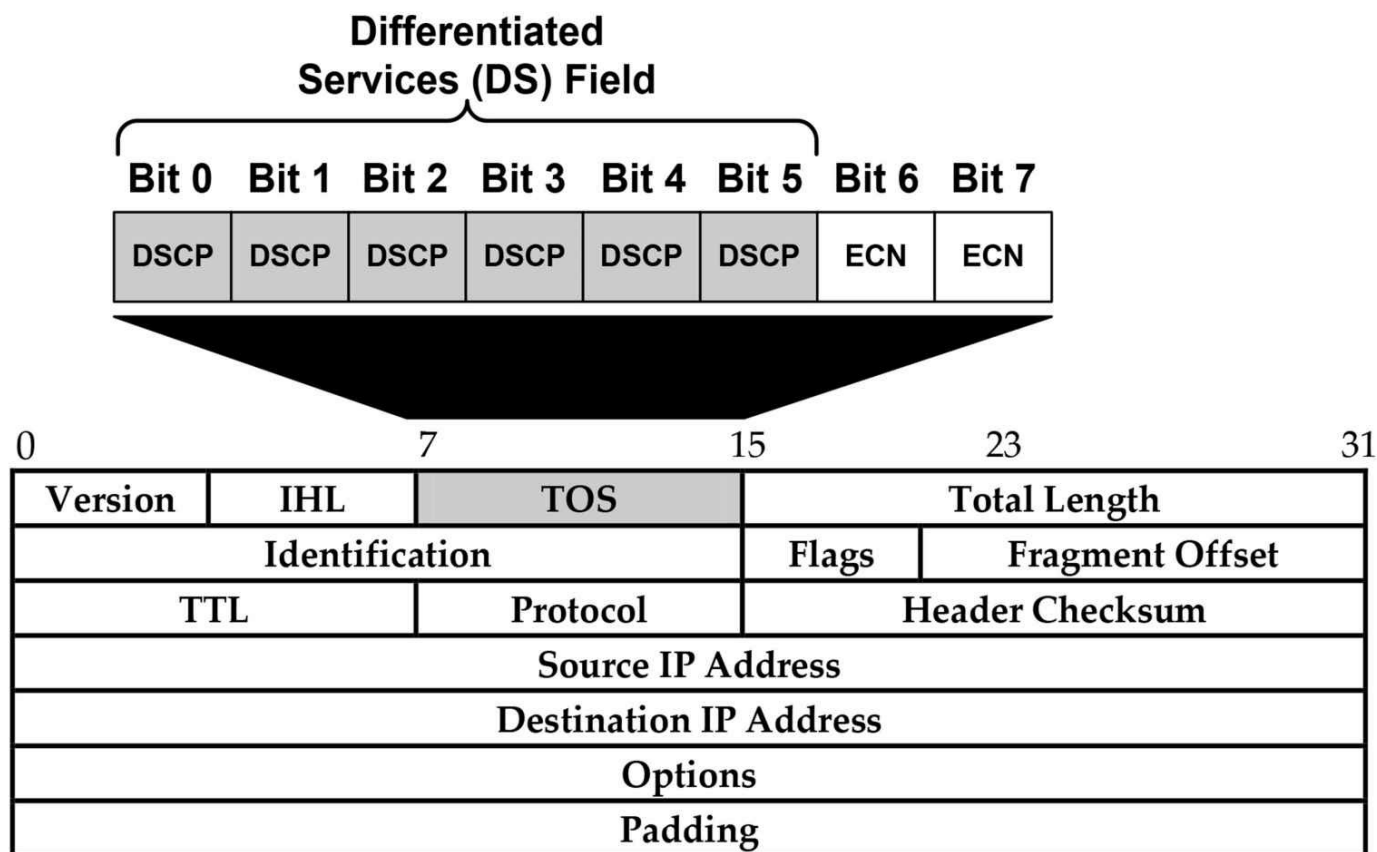 Differentiated
Services (DS) Field
Bit 0 Bit 1 Bit 2 Bit 3 Bit 4 Bit 5 Bit 6 Bit 7
DSCP DSCP DSCP DSCP DSCP DSCP ECN ECN
0 7 15 23 31
Version IHL TOS Total Length
Identification Flags Fragment Offset
TTL Protocol Header Checksum
Source IP Address
Destination IP Address
Options
Padding